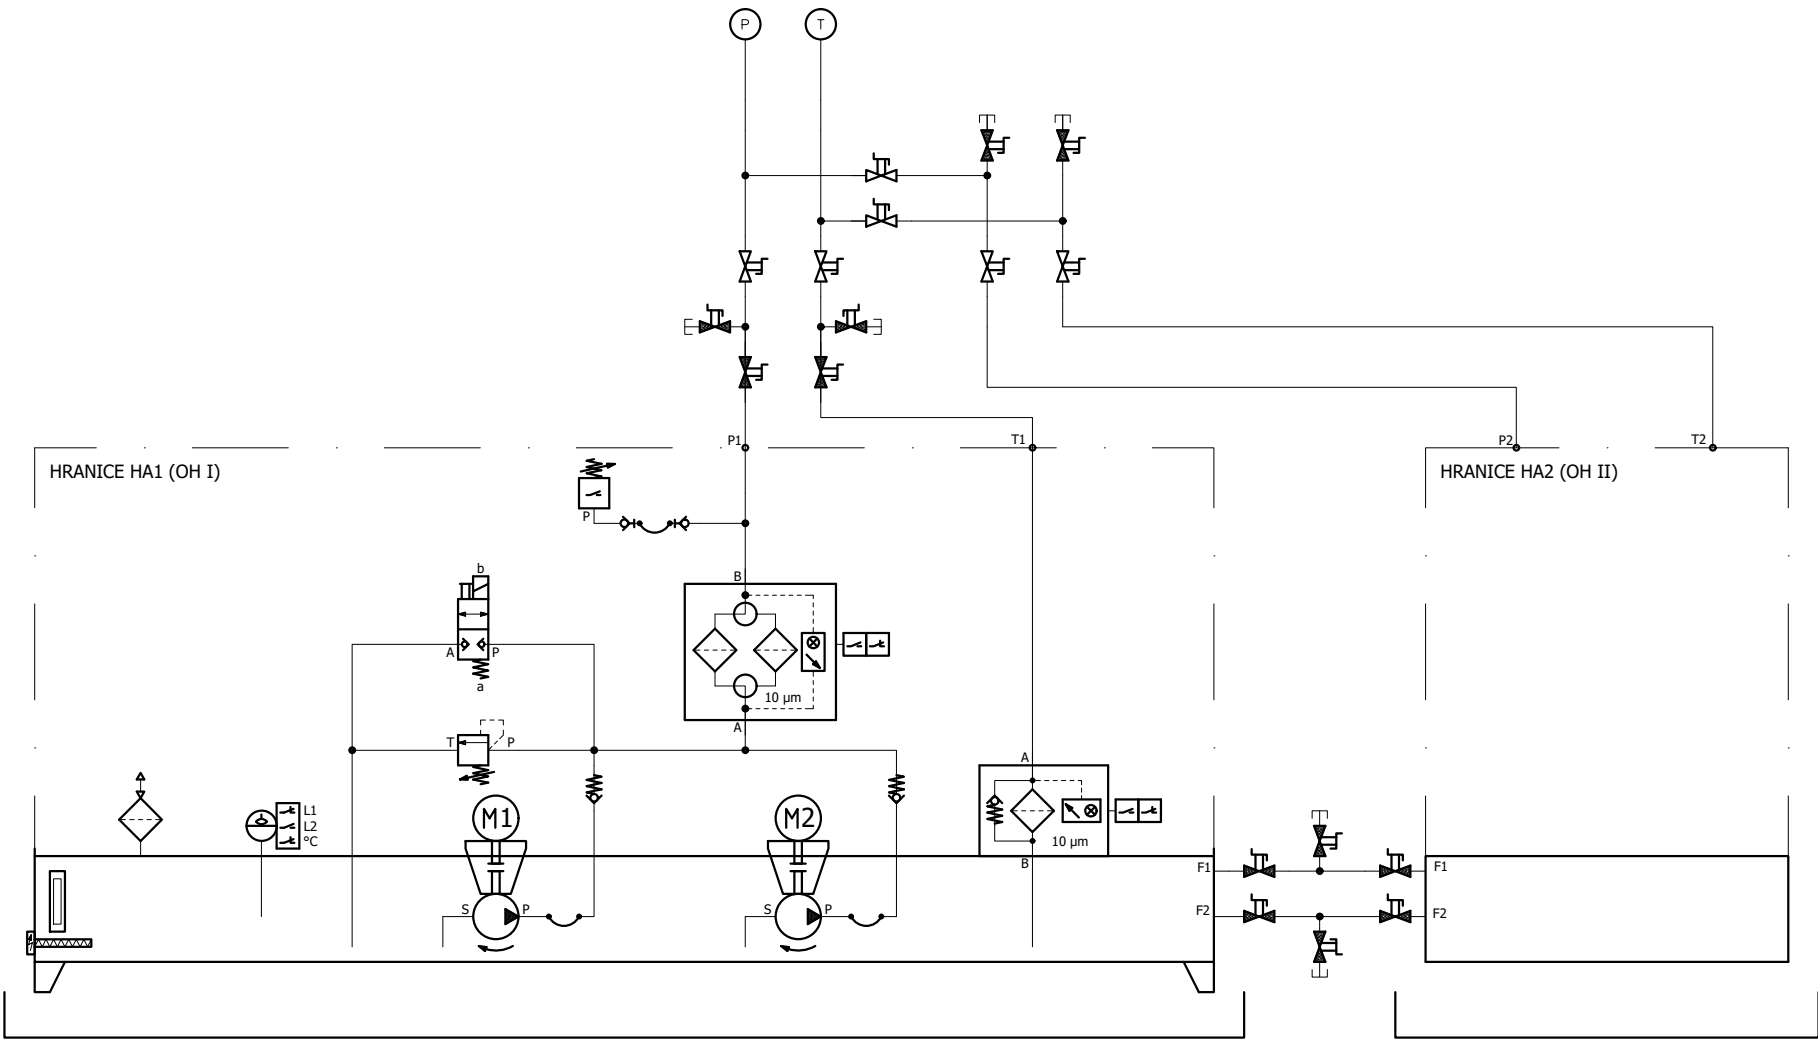 P
T
P1
T1
P2
T2
HRANICE HA1 (OH I)
HRANICE HA2 (OH II)
P
b
B
A
P
a
10 µm
A
T
P
A
L1
L2
°C
M1
M2
10 µm
B
F1
F1
S
P
S
P
F2
F2